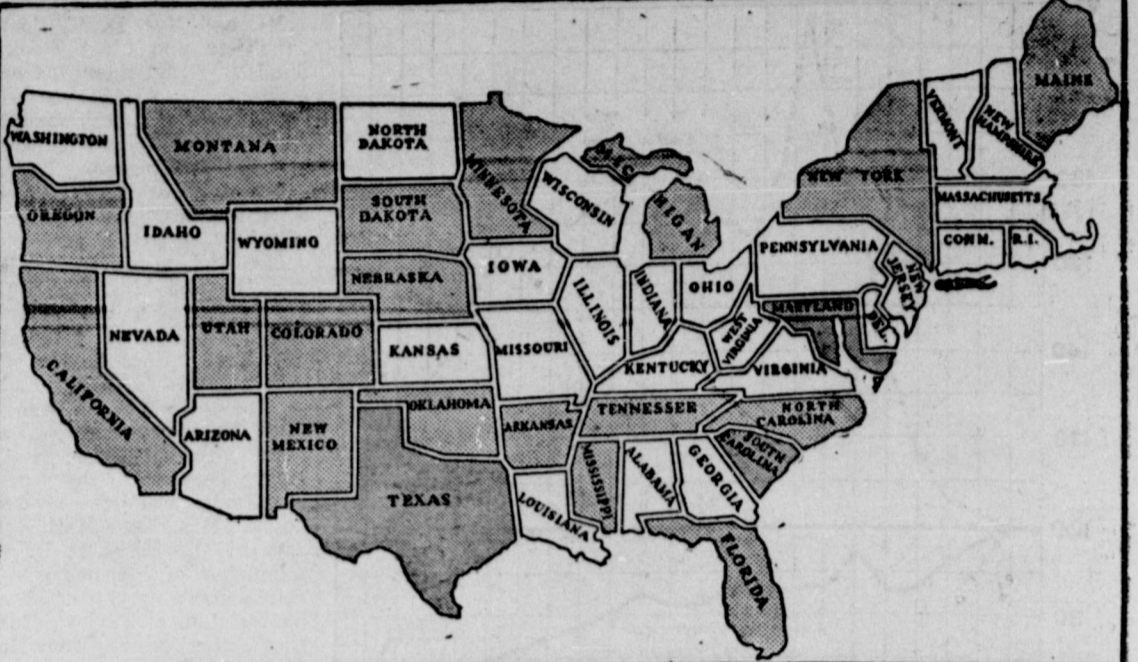 MAINE
WASHINGTON
MONTANA
NORTH
DAKOTA
MINNESOTA
VERMONT
NEW
HAMPSHIRE
MICHIGAN
WISCONSIN
NEW YORK
OREGON
IDAHO
WYOMING
SOUTH
DAKOTA
MASSACHUSETTS
CONN.
R.I.
PENNSYLVANIA
NEW
JERSEY
NEBRASKA
IOWA
ILLINOIS
INDIANA
OHIO
MARYLAND
DEL.
NEVADA
UTAH
COLORADO
KANSAS
MISSOURI
WEST
VIRGINIA
KENTUCKY
VIRGINIA
CALIFORNIA
ARIZONA
NEW
MEXICO
OKLAHOMA
ARKANSAS
TENNESSEE
NORTH
CAROLINA
SOUTH
CAROLINA
TEXAS
LOUISIANA
MISSISSIPPI
ALABAMA
GEORGIA
FLORIDA